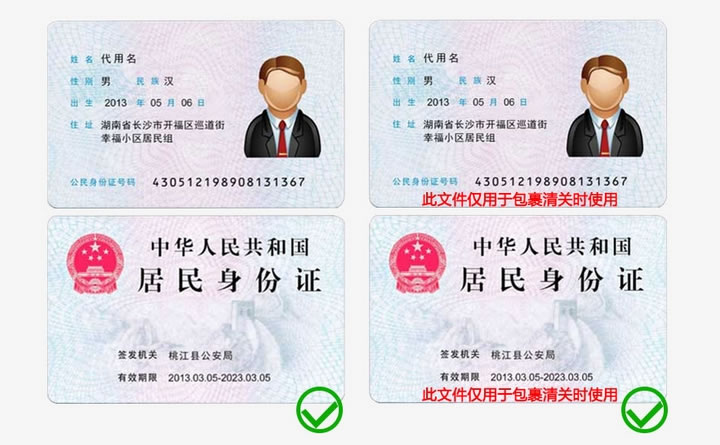 姓名 代用名
性别 男 民族 汉
出生 2013 年 05 月 06 日
住址 湖南省长沙市开福区巡道街
幸福小区居民组
公民身份证号码 430512198908131367
中华人民共和国
居民身份证
签发机关 桃江县公安局
有效期限 2013.03.05-2023.03.05
姓名 代用名
性别 男 民族 汉
出生 2013 年 05 月 06 日
住址 湖南省长沙市开福区巡道街
幸福小区居民组
公民身份证号码 430512198908131367
此文件仅用于包裹清关时使用
中华人民共和国
居民身份证
签发机关 桃江县公安局
有效期限 2013.03.05-2023.03.05
此文件仅用于包裹清关时使用